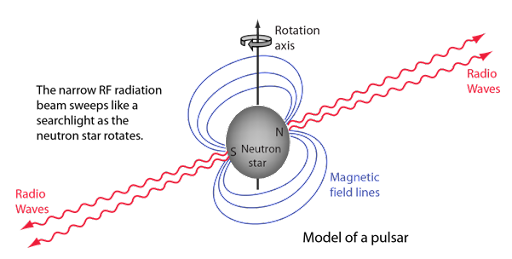 Rotation
axis
Radio
Waves
The narrow RF radiation
beam sweeps like a
searchlight as the
neutron star rotates.
N
S
Neutron
star
Magnetic
field lines
Radio
Waves
Model of a pulsar